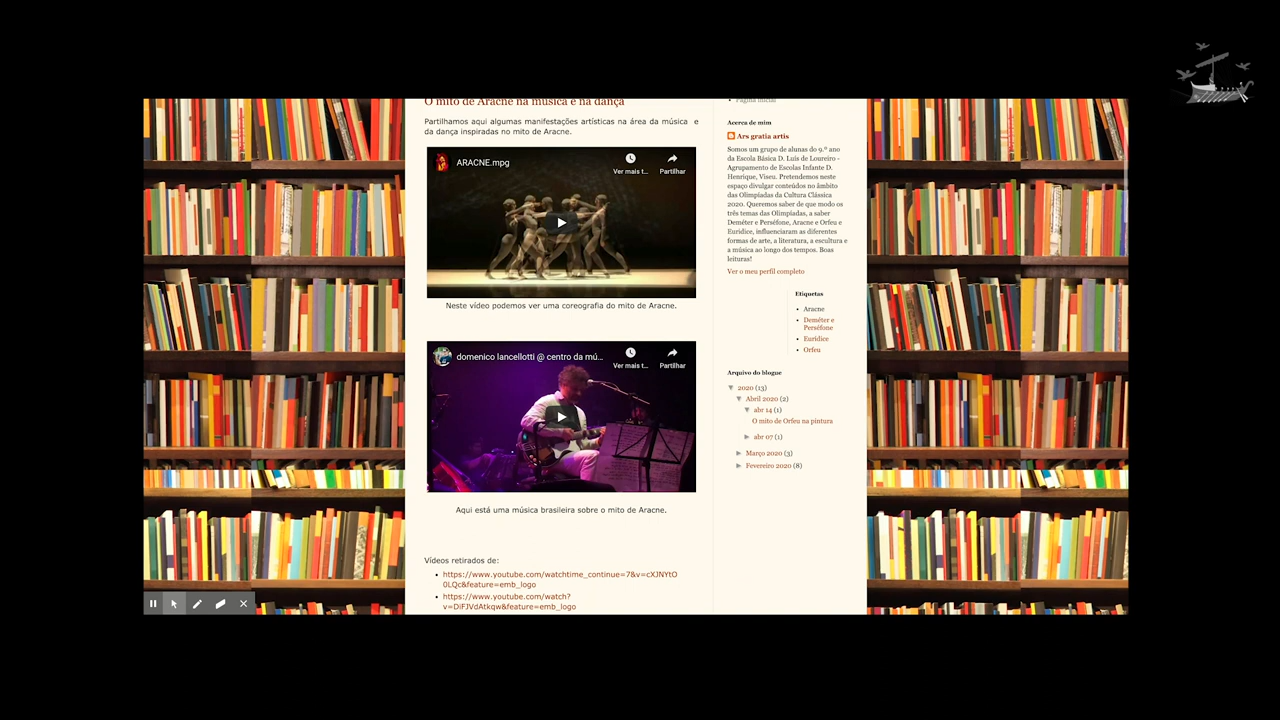 O mito de Aracne na música e na dança
Partilhamos aqui algumas manifestações artísticas na área da música e
da dança inspiradas no mito de Aracne.
ARACNE.mpg
Ver mais t...
Partilhar
Neste vídeo podemos ver uma coreografia do mito de Aracne.
domenico lancellotti @ centro da mú...
Ver mais t...
Partilhar
Aqui está uma música brasileira sobre o mito de Aracne.
Vídeos retirados de:
https://www.youtube.com/watchtime_continue=7&v=cXJNYtO
0LQc&feature=emb_logo
https://www.youtube.com/watch?
v=DiFJVdAtkqw&feature=emb_logo
Página inicial
Acerca de mim
Ars gratia artis
Somos um grupo de alunas do 9.º ano
da Escola Básica D. Luís de Loureiro -
Agrupamento de Escolas Infante D.
Henrique, Viseu. Pretendemos neste
espaço divulgar conteúdos no âmbito
das Olimpíadas da Cultura Clássica
2020. Queremos saber de que modo os
três temas das Olimpíadas, a saber
Deméter e Perséfone, Aracne e Orfeu e
Eurídice, influenciaram as diferentes
formas de arte, a literatura, a escultura e
a música ao longo dos tempos. Boas
leituras!
Ver o meu perfil completo
Etiquetas
Aracne
Deméter e
Perséfone
Eurídice
Orfeu
Arquivo do blogue
▼ 2020 (13)
▼ Abril 2020 (2)
▼ abr 14 (1)
O mito de Orfeu na pintura
► abr 07 (1)
► Março 2020 (3)
► Fevereiro 2020 (8)